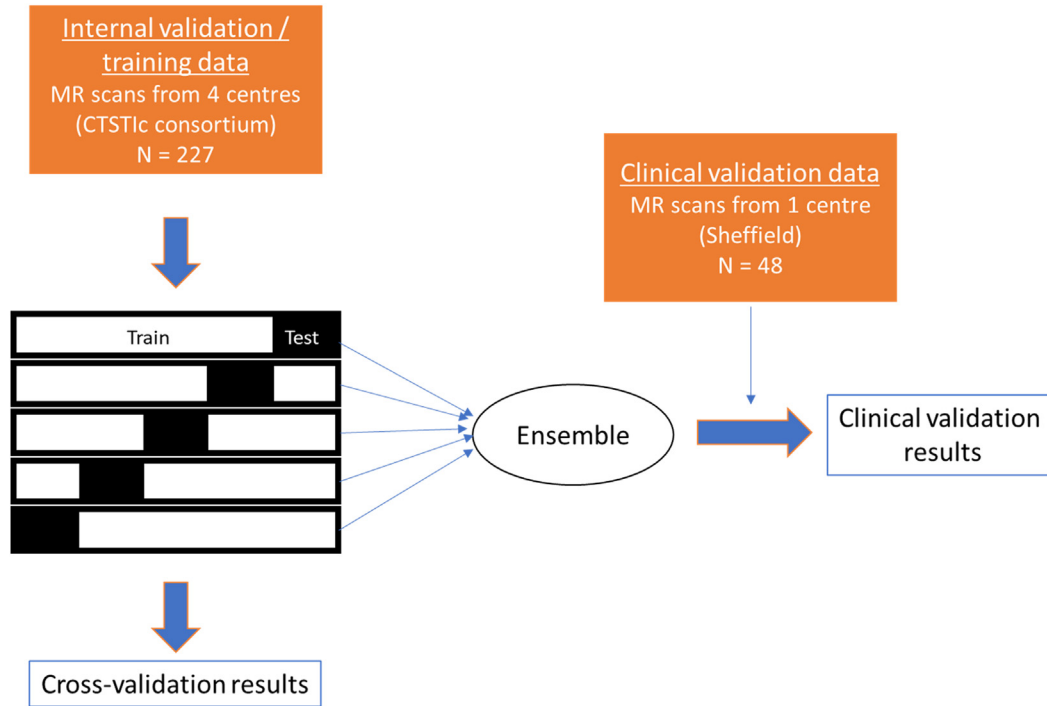 Internal validation /
training data
MR scans from 4 centres
(CTSTIc consortium)
N = 227
Clinical validation data
MR scans from 1 centre
(Sheffield)
N = 48
Train
Test
Ensemble
Clinical validation
results
Cross-validation results